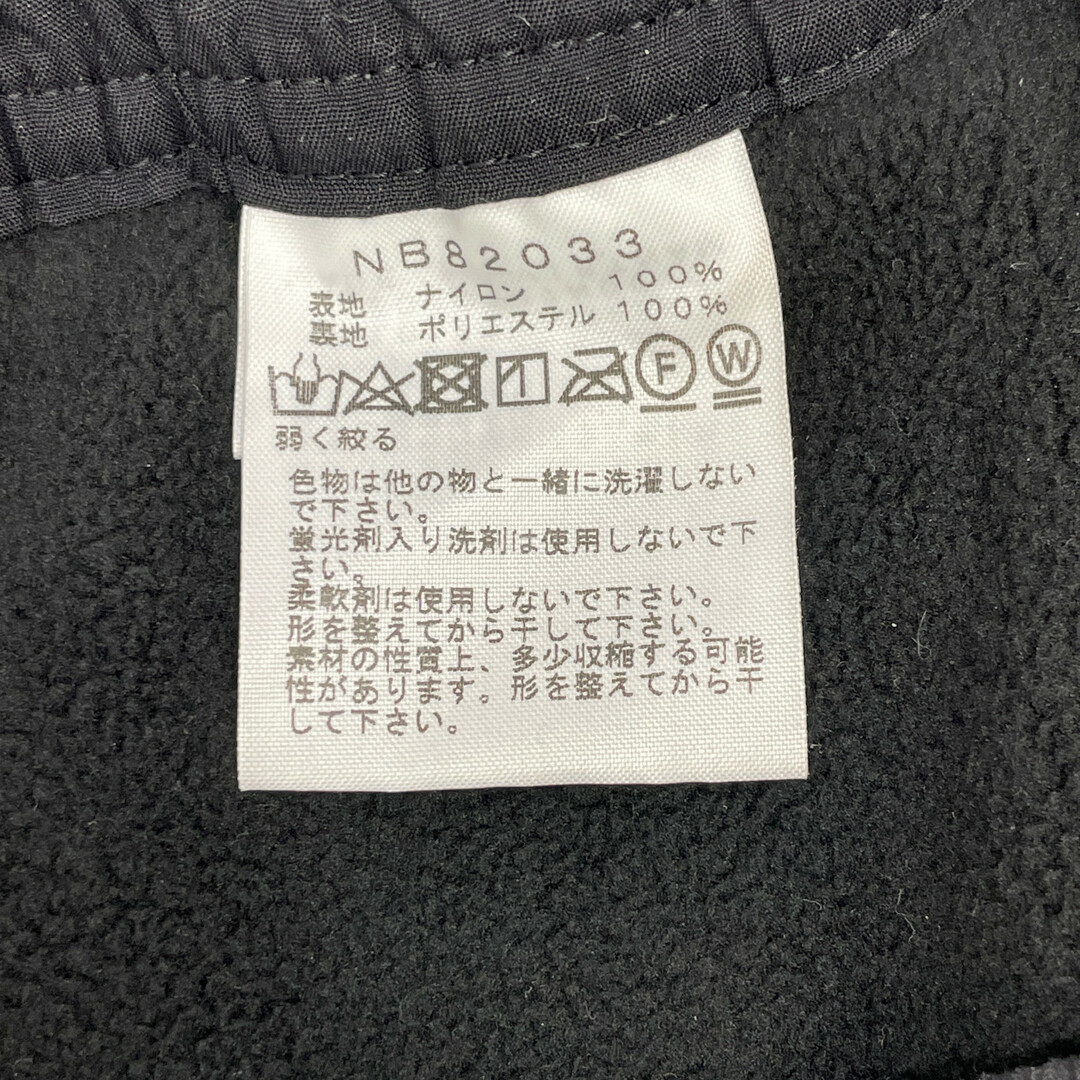 NB82033
表地 ナイロン 100%
裏地 ポリエステル 100%
F W
弱く絞る
色物は他の物と一緒に洗濯しない
で下さい。
蛍光剤入り洗剤は使用しないで下
さい。
柔軟剤は使用しないで下さい。
形を整えてから干して下さい。
素材の性質上、多少収縮する可能
性があります。形を整えてから干
して下さい。